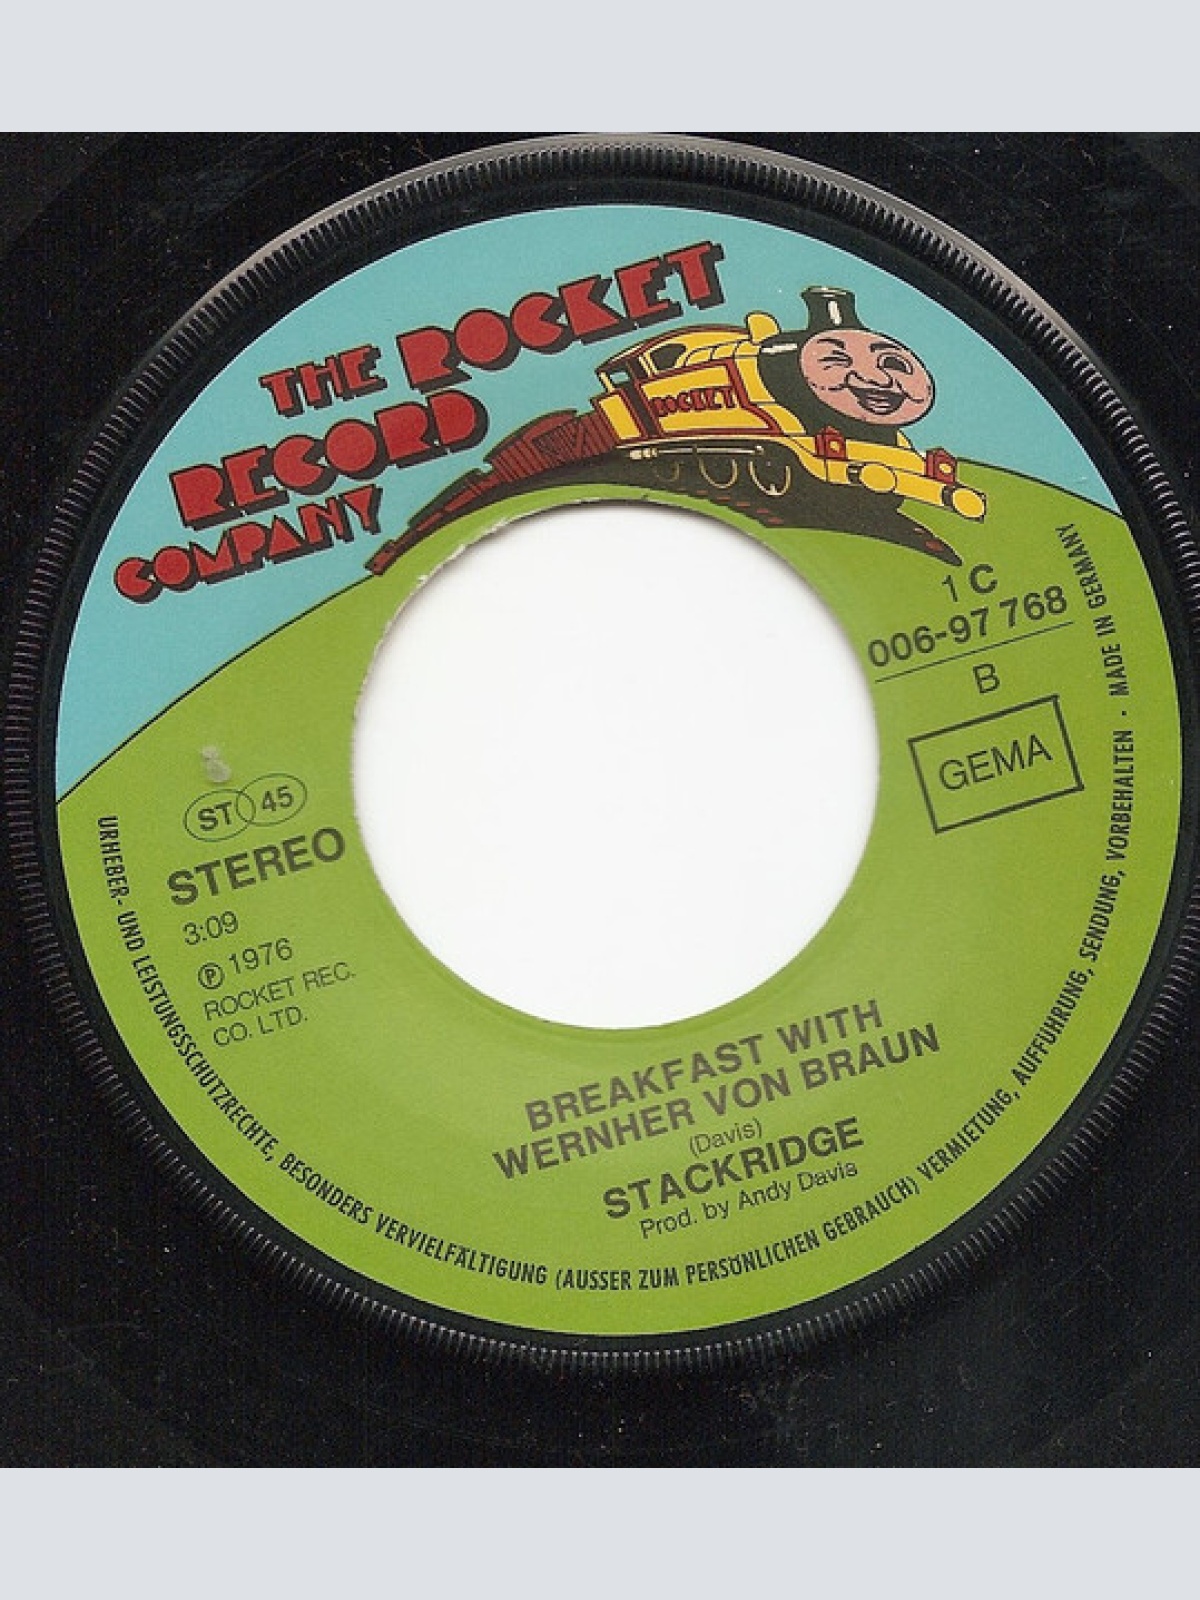 THE ROCKET
RECORD
COMPANY
ROCKET
1 C
006-97 768
B
GEMA
ST 45
STEREO
3:09
℗ 1976
ROCKET REC.
CO. LTD.
BREAKFAST WITH
WERNHER VON BRAUN
(Davis)
STACKRIDGE
Prod. by Andy Davis
URHEBER- UND LEISTUNGSSCHUTZRECHTE, BESONDERS VERVIELFÄLTIGUNG (AUSSER ZUM PERSÖNLICHEN GEBRAUCH) VERMIETUNG, AUFFÜHRUNG, SENDUNG, VORBEHALTEN · MADE IN GERMANY